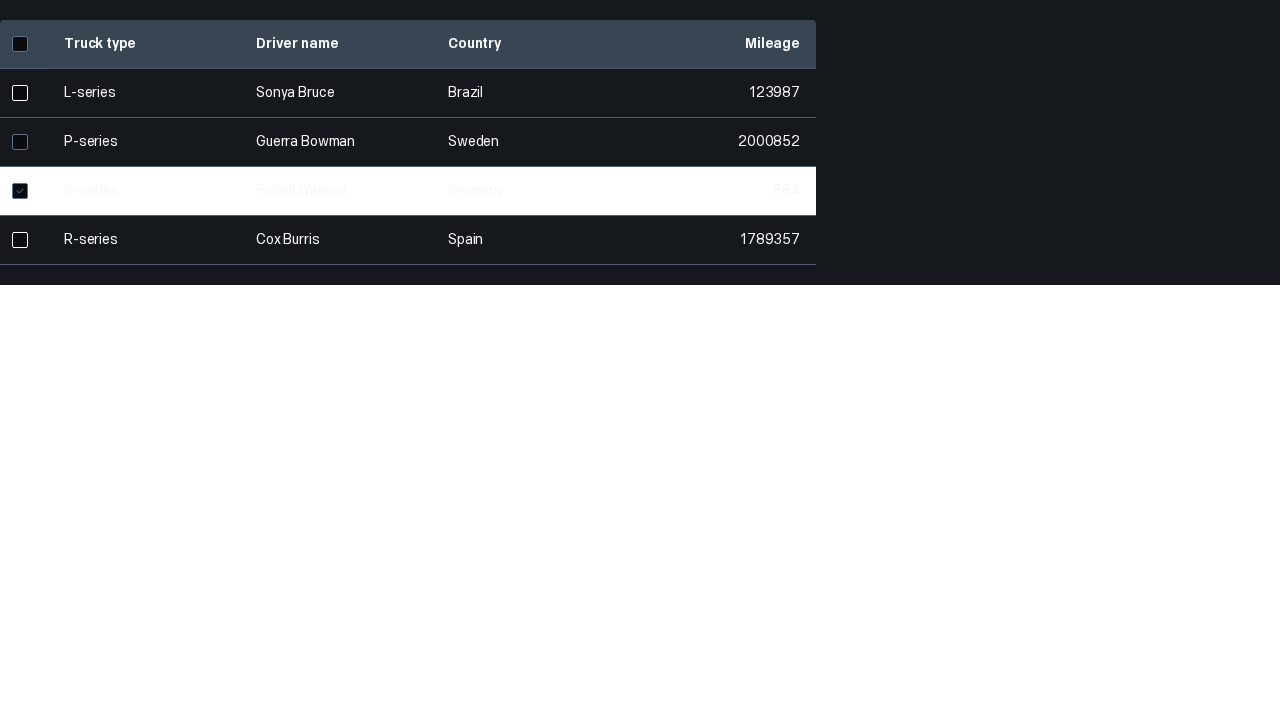 Truck type Driver name Country Mileage
L-series Sonya Bruce Brazil 123987
P-series Guerra Bowman Sweden 2000852
G-series Ferrell Wallace Germany 864
R-series Cox Burris Spain 1789357